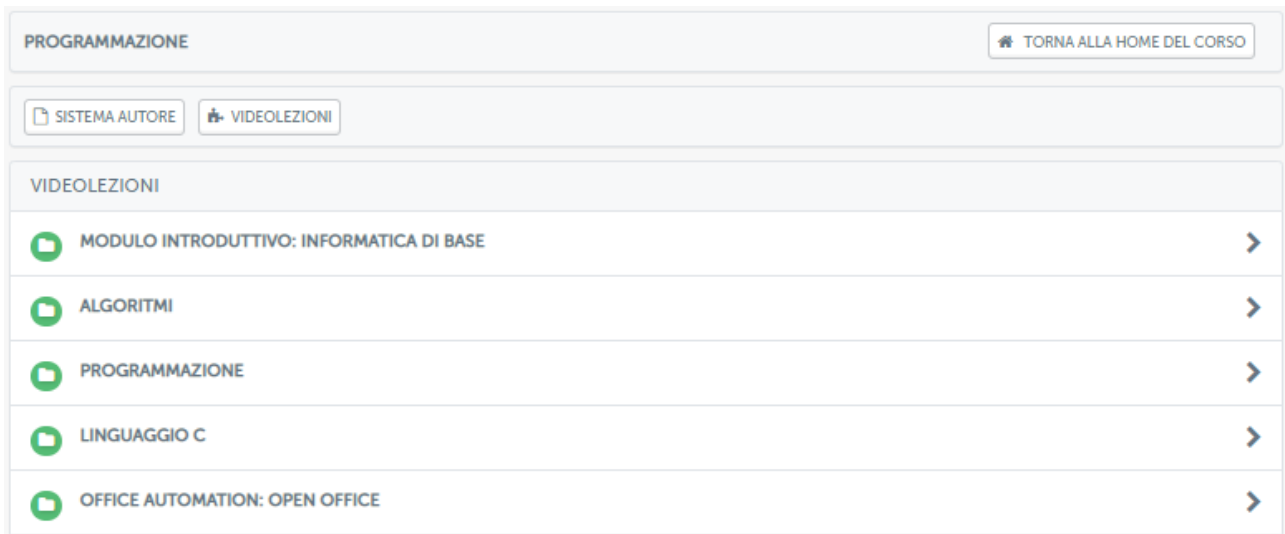 PROGRAMMAZIONE
TORNA ALLA HOME DEL CORSO
SISTEMA AUTORE
VIDEOLEZIONI
VIDEOLEZIONI
MODULO INTRODUTTIVO: INFORMATICA DI BASE
ALGORITMI
PROGRAMMAZIONE
LINGUAGGIO C
OFFICE AUTOMATION: OPEN OFFICE